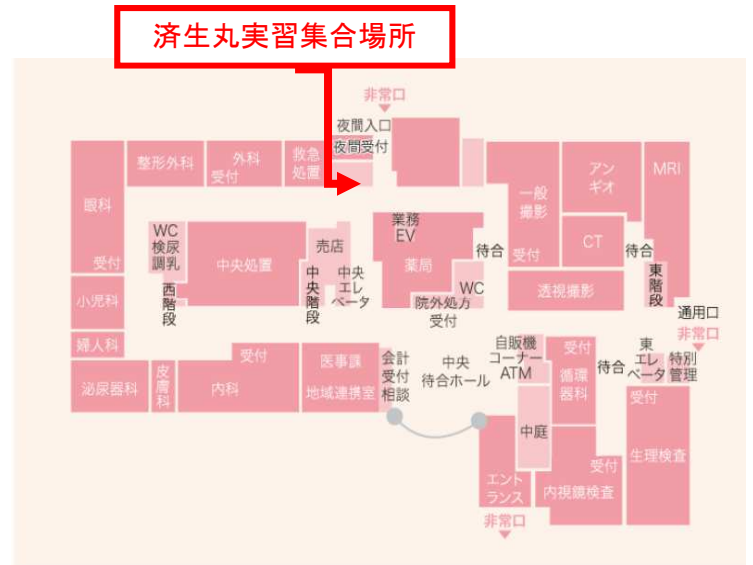 済生丸実習集合場所
非常口
夜間入口
夜間受付
整形外科
外科
受付
救急
処置
眼科
受付
一般
撮影
受付
アン
ギオ
MRI
CT
WC
検尿
調乳
中央処置
売店
業務
EV
薬局
待合
待合
小児科
西階段
中央階段
中央
エレ
ベータ
WC
院外処方
受付
透視撮影
東階段
通用口
非常口
婦人科
泌尿器科
皮膚科
受付
内科
医事課
地域連携室
会計
受付
相談
中央
待合ホール
自販機
コーナー
ATM
受付
循環
器科
待合
東
エレ
ベータ
特別
管理
中庭
受付
生理検査
エント
ランス
受付
内視鏡検査
非常口